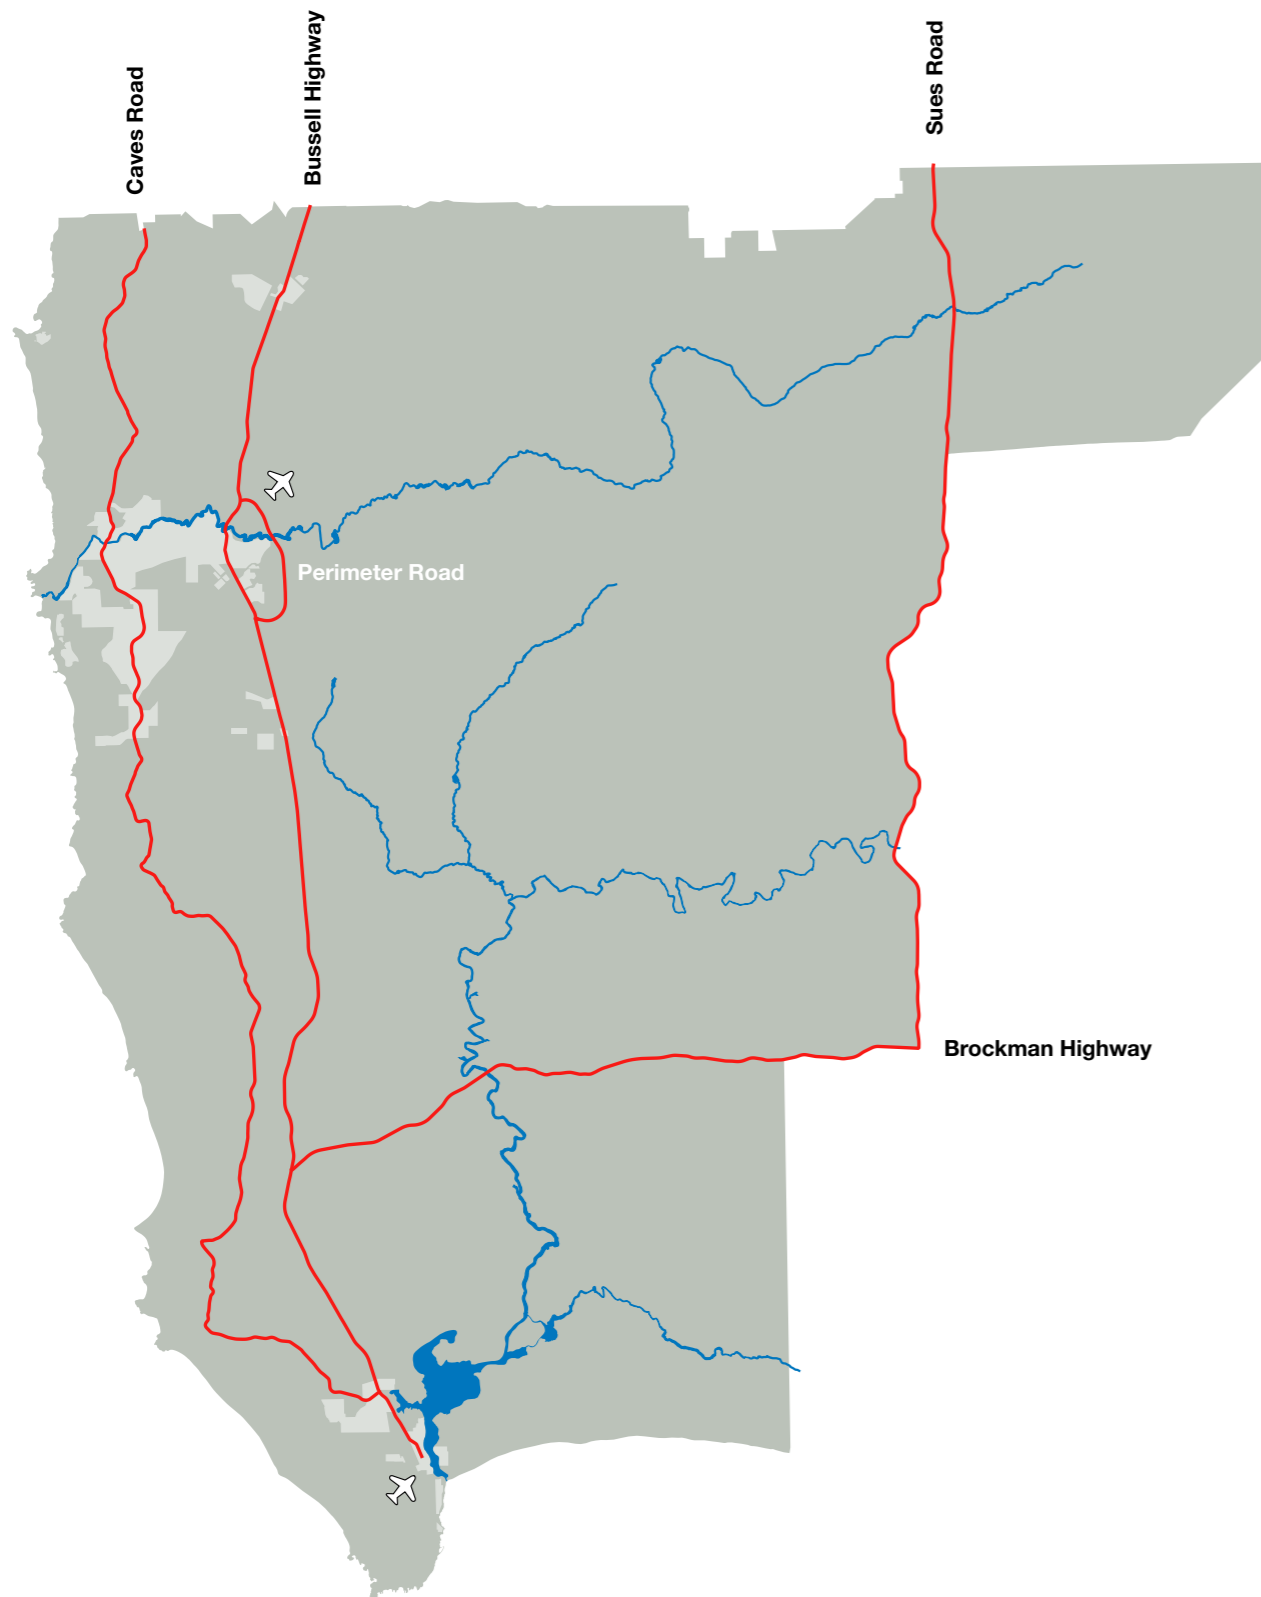 Caves Road
Bussell Highway
Sues Road
Perimeter Road
Brockman Highway